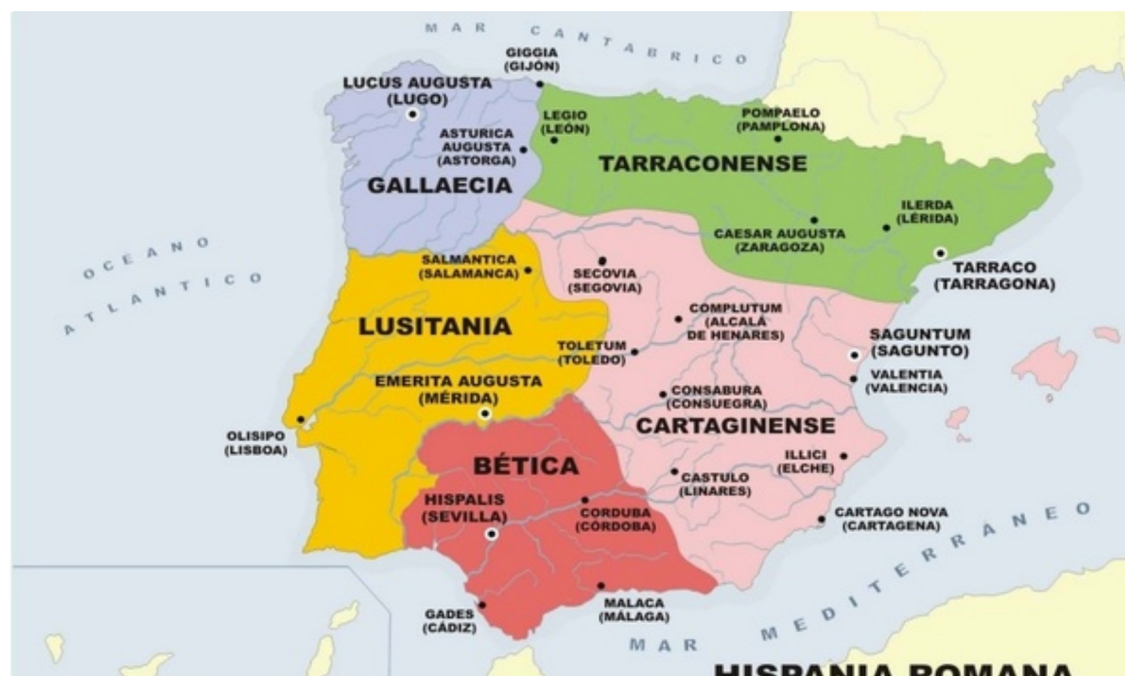 MAR CANTABRICO
GIGGIA
(GIJÓN)
LUCUS AUGUSTA
(LUGO)
LEGIO
(LEÓN)
POMPAELO
(PAMPLONA)
ASTURICA
AUGUSTA
(ASTORGA)
TARRACONENSE
GALLAECIA
ILERDA
(LÉRIDA)
CAESAR AUGUSTA
(ZARAGOZA)
OCEANO
ATLANTICO
SALMANTICA
(SALAMANCA)
SECOVIA
(SEGOVIA)
TARRACO
(TARRAGONA)
COMPLUTUM
(ALCALÁ
DE HENARES)
LUSITANIA
SAGUNTUM
(SAGUNTO)
TOLETUM
(TOLEDO)
VALENTIA
(VALENCIA)
EMERITA AUGUSTA
(MÉRIDA)
CONSABURA
(CONSUEGRA)
CARTAGINENSE
OLISIPO
(LISBOA)
BÉTICA
ILLICI
(ELCHE)
CASTULO
(LINARES)
HISPALIS
(SEVILLA)
CORDUBA
(CÓRDOBA)
CARTAGO NOVA
(CARTAGENA)
GADES
(CÁDIZ)
MALACA
(MÁLAGA)
MAR MEDITERRANEO
HISPANIA ROMANA